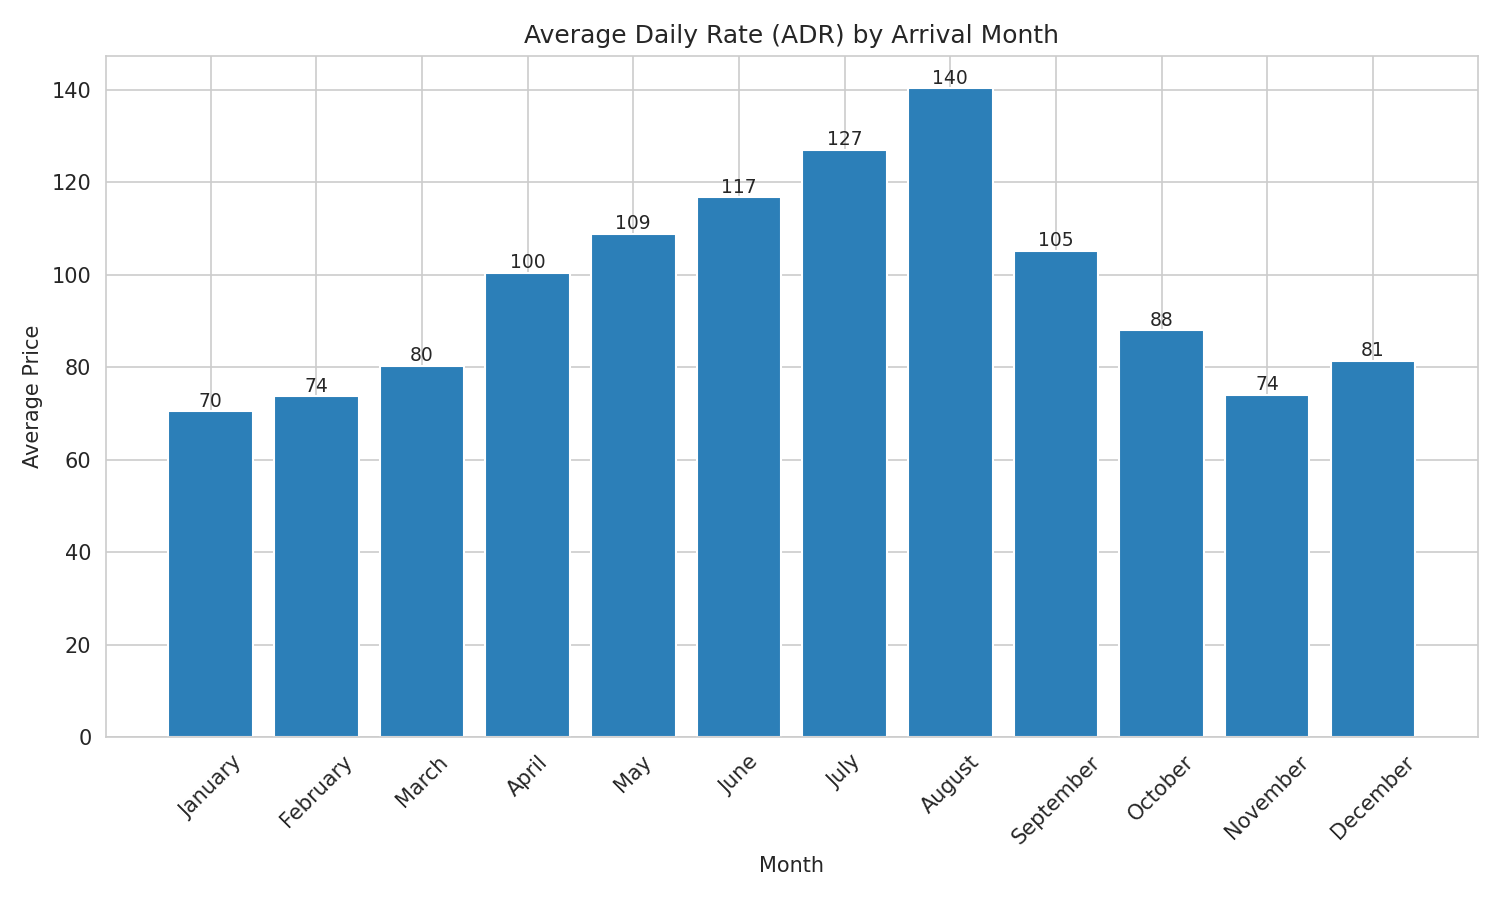 Average Daily Rate (ADR) by Arrival Month
140
120
100
80
60
40
20
0
Average Price
70
74
80
100
109
117
127
140
105
88
74
81
January
February
March
April
May
June
July
August
September
October
November
December
Month